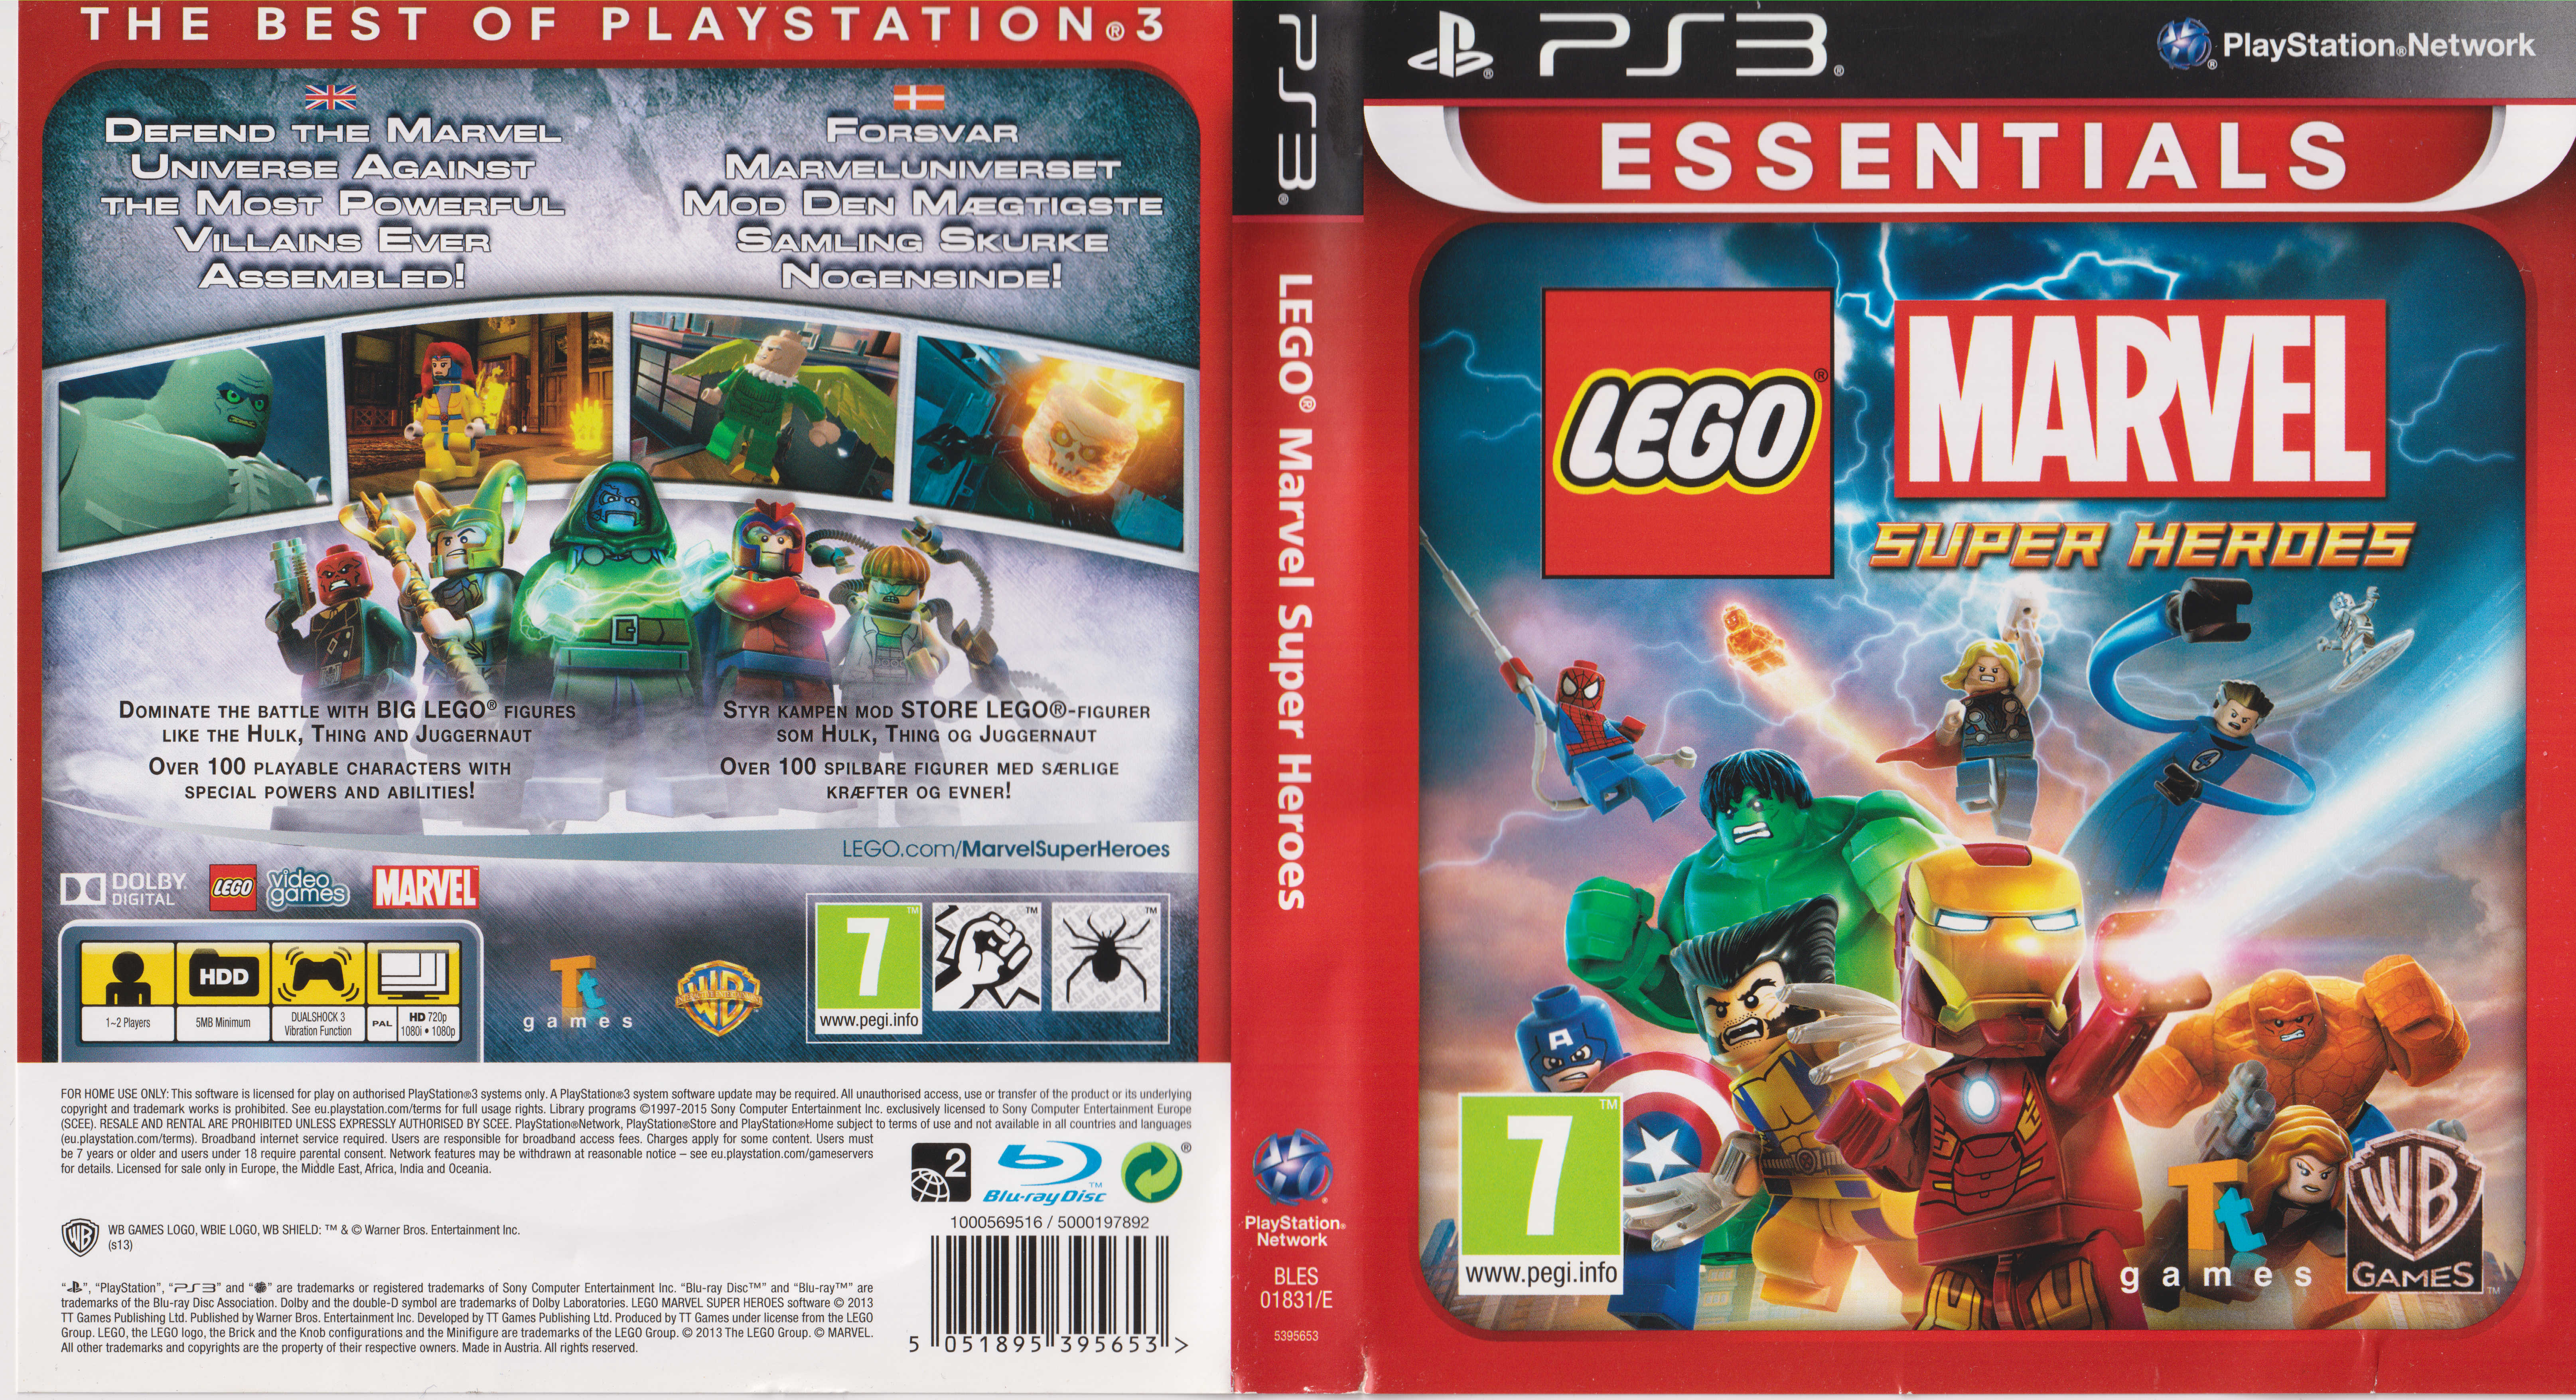 THE BEST OF PLAYSTATION®3
DEFEND THE MARVEL
UNIVERSE AGAINST
THE MOST POWERFUL
VILLAINS EVER
ASSEMBLED!
FORSVAR
MARVELUNIVERSET
MOD DEN MÆGTIGSTE
SAMLING SKURKE
NOGENSINDE!
DOMINATE THE BATTLE WITH BIG LEGO® FIGURES
LIKE THE HULK, THING AND JUGGERNAUT
OVER 100 PLAYABLE CHARACTERS WITH
SPECIAL POWERS AND ABILITIES!
STYR KAMPEN MOD STORE LEGO®-FIGURER
SOM HULK, THING OG JUGGERNAUT
OVER 100 SPILBARE FIGURER MED SÆRLIGE
KRÆFTER OG EVNER!
LEGO.com/MarvelSuperHeroes
DOLBY
DIGITAL
LEGO
video
games
MARVEL
HDD
1~2 Players
5MB Minimum
DUALSHOCK 3
Vibration Function
PAL
HD 720p
1080i • 1080p
Tt
games
WB
7
www.pegi.info
FOR HOME USE ONLY: This software is licensed for play on authorised PlayStation®3 systems only. A PlayStation®3 system software update may be required. All unauthorised access, use or transfer of the product or its underlying
copyright and trademark works is prohibited. See eu.playstation.com/terms for full usage rights. Library programs ©1997-2015 Sony Computer Entertainment Inc. exclusively licensed to Sony Computer Entertainment Europe
(SCEE). RESALE AND RENTAL ARE PROHIBITED UNLESS EXPRESSLY AUTHORISED BY SCEE. PlayStation®Network, PlayStation®Store and PlayStation®Home subject to terms of use and not available in all countries and languages
(eu.playstation.com/terms). Broadband internet service required. Users are responsible for broadband access fees. Charges apply for some content. Users must
be 7 years or older and users under 18 require parental consent. Network features may be withdrawn at reasonable notice – see eu.playstation.com/gameservers
for details. Licensed for sale only in Europe, the Middle East, Africa, India and Oceania.
2
Blu-ray Disc™
WB GAMES LOGO, WBIE LOGO, WB SHIELD: ™ & © Warner Bros. Entertainment Inc.
(s13)
1000569516 / 5000197892
"PlayStation", "PS3" and " " are trademarks or registered trademarks of Sony Computer Entertainment Inc. "Blu-ray Disc™" and "Blu-ray™" are
trademarks of the Blu-ray Disc Association. Dolby and the double-D symbol are trademarks of Dolby Laboratories. LEGO MARVEL SUPER HEROES software © 2013
TT Games Publishing Ltd. Published by Warner Bros. Entertainment Inc. Developed by TT Games Publishing Ltd. Produced by TT Games under license from the LEGO
Group. LEGO, the LEGO logo, the Brick and the Knob configurations and the Minifigure are trademarks of the LEGO Group. © 2013 The LEGO Group. © MARVEL.
All other trademarks and copyrights are the property of their respective owners. Made in Austria. All rights reserved.
5 051895 395653 >
PS3®
LEGO® Marvel Super Heroes
PlayStation®
Network
BLES
01831/E
5395653
PS3®
PlayStation®Network
ESSENTIALS
LEGO®
MARVEL
SUPER HEROES
4
A
7™
www.pegi.info
Tt
games
WB
GAMES™